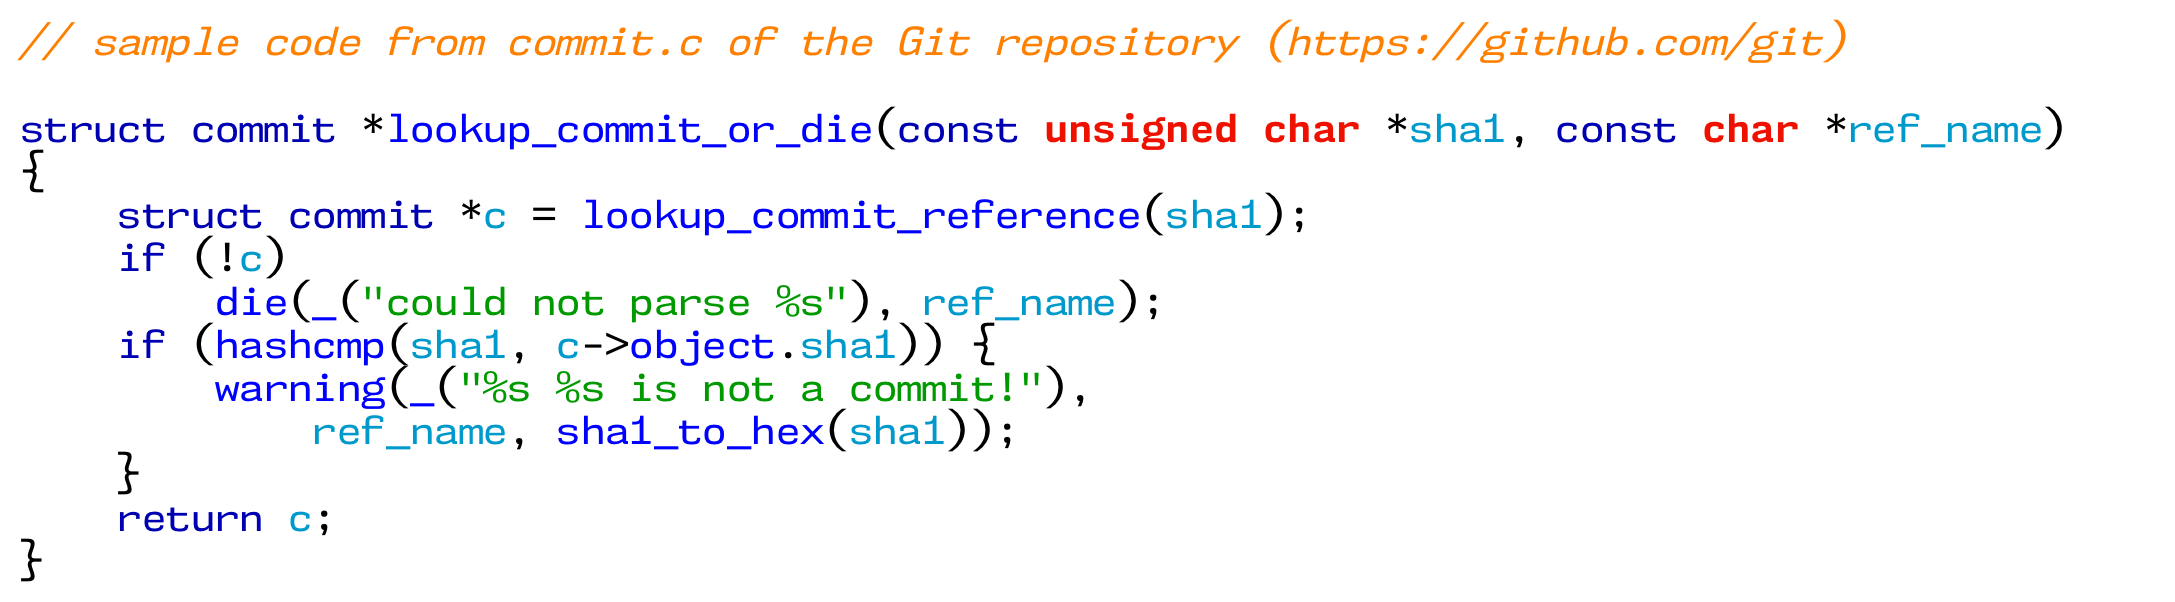 // sample code from commit.c of the Git repository (https://github.com/git)

struct commit *lookup_commit_or_die(const unsigned char *sha1, const char *ref_name)
{
    struct commit *c = lookup_commit_reference(sha1);
    if (!c)
        die(_("could not parse %s"), ref_name);
    if (hashcmp(sha1, c->object.sha1)) {
        warning(_("%s %s is not a commit!"),
            ref_name, sha1_to_hex(sha1));
    }
    return c;
}